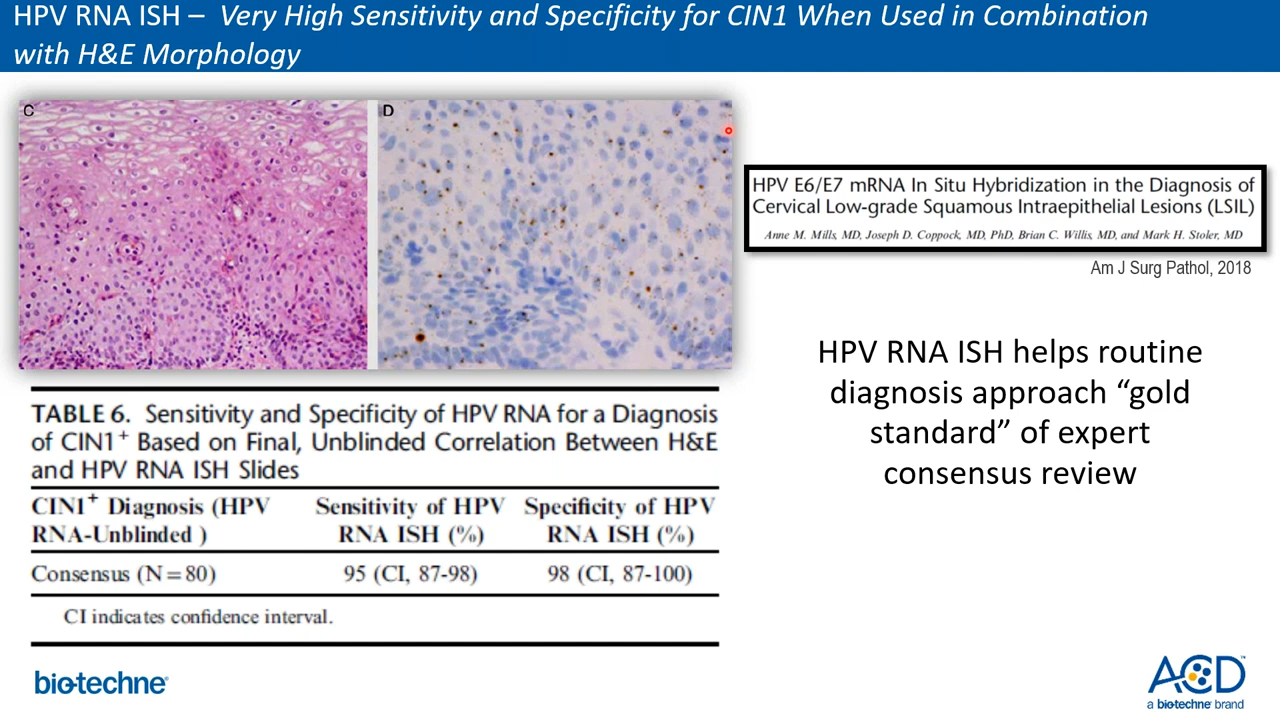 HPV RNA ISH – Very High Sensitivity and Specificity for CIN1 When Used in Combination
with H&E Morphology
C
D
HPV E6/E7 mRNA In Situ Hybridization in the Diagnosis of
Cervical Low-grade Squamous Intraepithelial Lesions (LSIL)
Anne M. Mills, MD, Joseph D. Coppock, MD, PhD, Brian C. Willis, MD, and Mark H. Stoler, MD
Am J Surg Pathol, 2018
HPV RNA ISH helps routine
diagnosis approach “gold
standard” of expert
consensus review
TABLE 6. Sensitivity and Specificity of HPV RNA for a Diagnosis
of CIN1+ Based on Final, Unblinded Correlation Between H&E
and HPV RNA ISH Slides
CIN1+ Diagnosis (HPV Sensitivity of HPV Specificity of HPV
RNA-Unblinded ) RNA ISH (%) RNA ISH (%)
Consensus (N=80) 95 (CI, 87-98) 98 (CI, 87-100)
CI indicates confidence interval.
bio-techne®
ACD™
a bio-techne brand